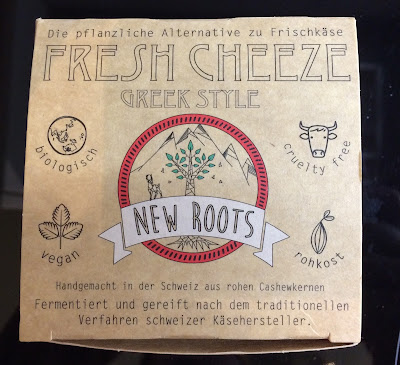 Die pflanzliche Alternative zu Frischkäse
FRESH CHEEZE
GREEK STYLE
biologisch
cruelty free
NEW ROOTS
vegan
rohkost
Handgemacht in der Schweiz aus rohen Cashewkernen
Fermentiert und gereift nach dem traditionellen
Verfahren schweizer Käsehersteller.